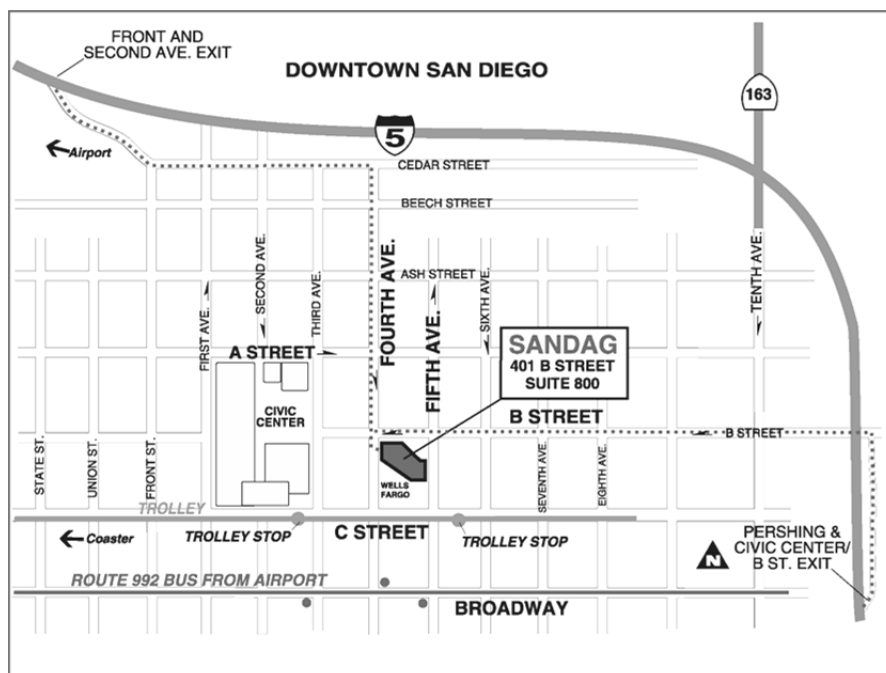 FRONT AND
SECOND AVE. EXIT
DOWNTOWN SAN DIEGO
163
5
Airport
CEDAR STREET
BEECH STREET
ASH STREET
FIRST AVE.
SECOND AVE.
THIRD AVE.
FOURTH AVE.
FIFTH AVE.
SIXTH AVE.
TENTH AVE.
A STREET
SANDAG
401 B STREET
SUITE 800
CIVIC
CENTER
B STREET
B STREET
STATE ST.
UNION ST.
FRONT ST.
WELLS
FARGO
SEVENTH AVE.
EIGHTH AVE.
TROLLEY
Coaster
TROLLEY STOP
C STREET
TROLLEY STOP
N
PERSHING &
CIVIC CENTER/
B ST. EXIT
ROUTE 992 BUS FROM AIRPORT
BROADWAY